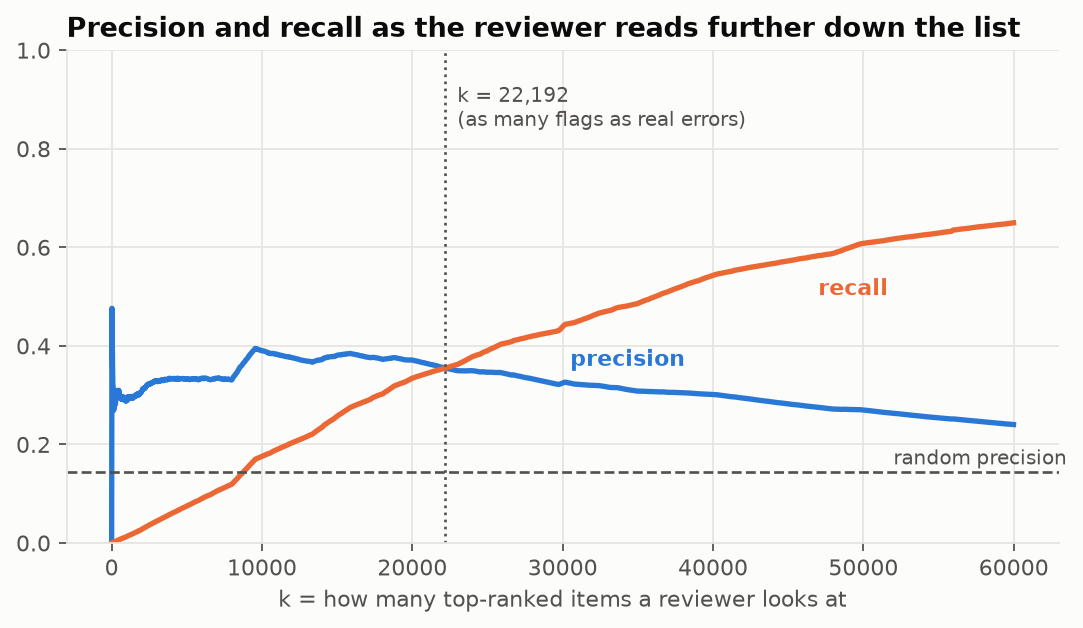 Precision and recall as the reviewer reads further down the list
1.0
0.8
0.6
0.4
0.2
0.0
k = 22,192
(as many flags as real errors)
recall
precision
random precision
0 10000 20000 30000 40000 50000 60000
k = how many top-ranked items a reviewer looks at